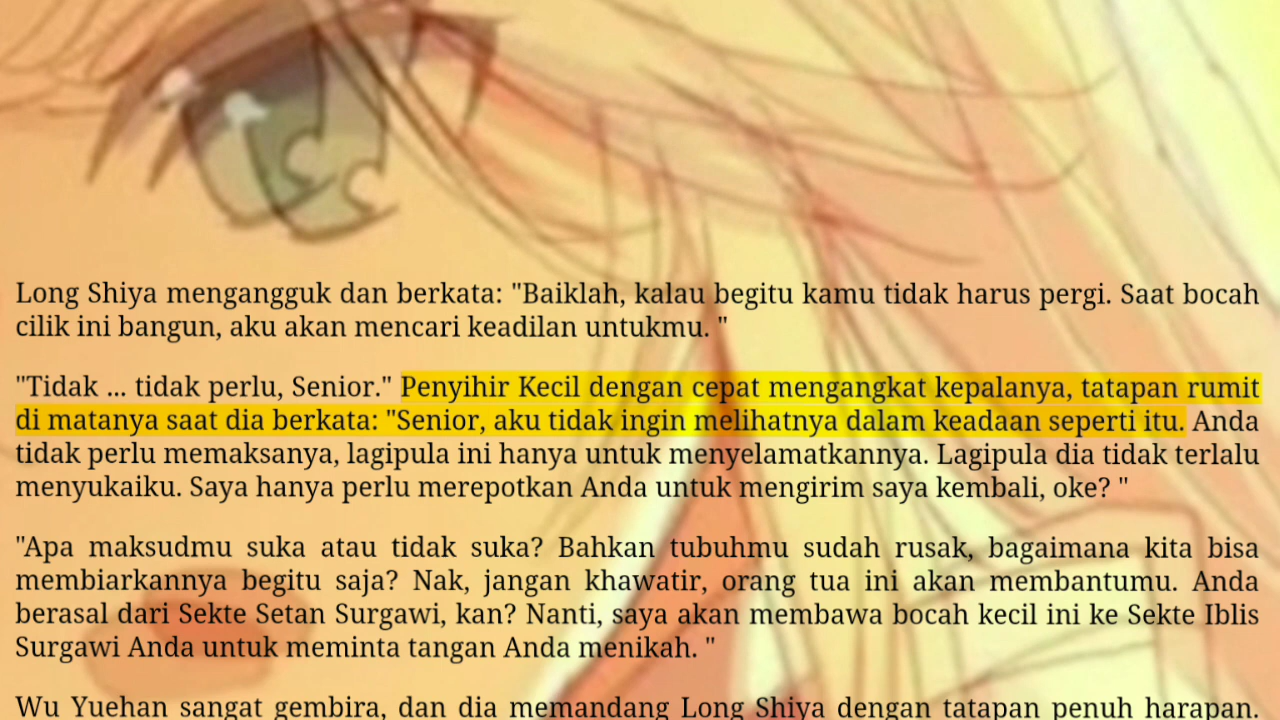 Long Shiya mengangguk dan berkata: "Baiklah, kalau begitu kamu tidak harus pergi. Saat bocah
cilik ini bangun, aku akan mencari keadilan untukmu. "
"Tidak ... tidak perlu, Senior." Penyihir Kecil dengan cepat mengangkat kepalanya, tatapan rumit
di matanya saat dia berkata: "Senior, aku tidak ingin melihatnya dalam keadaan seperti itu. Anda
tidak perlu memaksanya, lagipula ini hanya untuk menyelamatkannya. Lagipula dia tidak terlalu
menyukaiku. Saya hanya perlu merepotkan Anda untuk mengirim saya kembali, oke? "
"Apa maksudmu suka atau tidak suka? Bahkan tubuhmu sudah rusak, bagaimana kita bisa
membiarkannya begitu saja? Nak, jangan khawatir, orang tua ini akan membantumu. Anda
berasal dari Sekte Setan Surgawi, kan? Nanti, saya akan membawa bocah kecil ini ke Sekte Iblis
Surgawi Anda untuk meminta tangan Anda menikah. "
Wu Yuehan sangat gembira, dan dia memandang Long Shiya dengan tatapan penuh harapan.